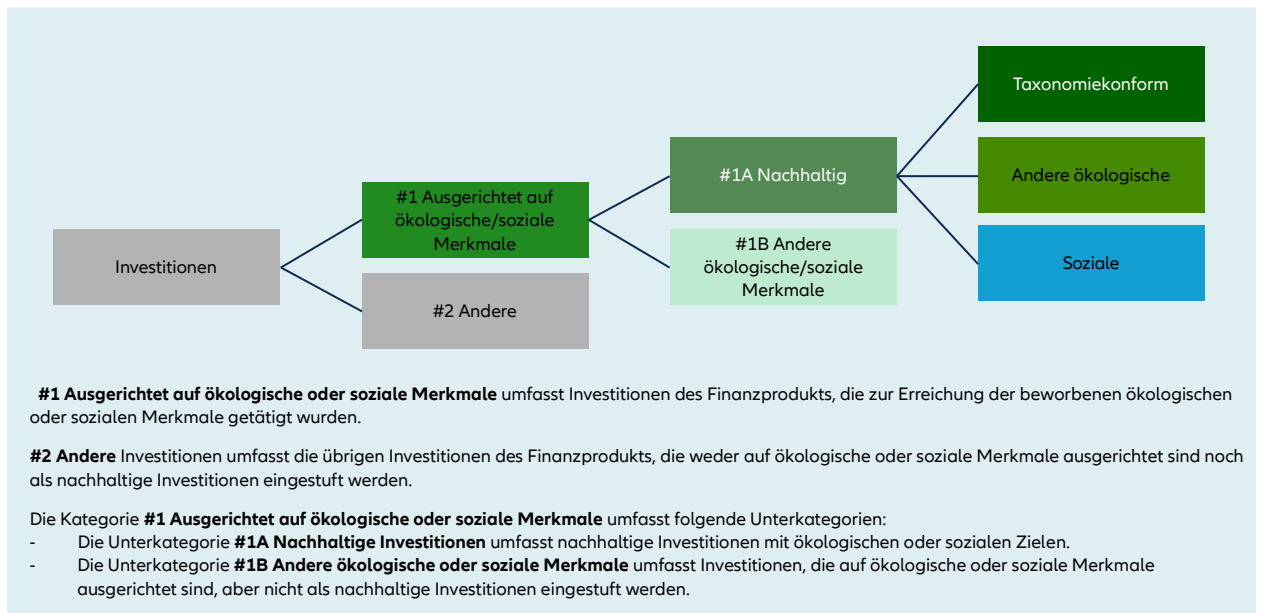 Taxonomiekonform
#1A Nachhaltig
Andere ökologische
#1 Ausgerichtet auf
ökologische/soziale
Merkmale
#1B Andere
ökologische/soziale
Merkmale
Soziale
Investitionen
#2 Andere
#1 Ausgerichtet auf ökologische oder soziale Merkmale umfasst Investitionen des Finanzprodukts, die zur Erreichung der beworbenen ökologischen
oder sozialen Merkmale getätigt wurden.
#2 Andere Investitionen umfasst die übrigen Investitionen des Finanzprodukts, die weder auf ökologische oder soziale Merkmale ausgerichtet sind noch
als nachhaltige Investitionen eingestuft werden.
Die Kategorie #1 Ausgerichtet auf ökologische oder soziale Merkmale umfasst folgende Unterkategorien:
- Die Unterkategorie #1A Nachhaltige Investitionen umfasst nachhaltige Investitionen mit ökologischen oder sozialen Zielen.
- Die Unterkategorie #1B Andere ökologische oder soziale Merkmale umfasst Investitionen, die auf ökologische oder soziale Merkmale
ausgerichtet sind, aber nicht als nachhaltige Investitionen eingestuft werden.